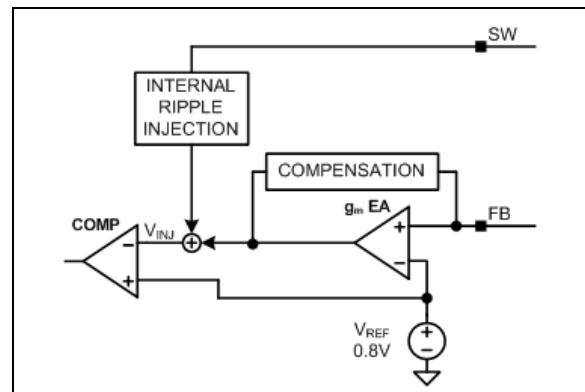 SW
INTERNAL
RIPPLE
INJECTION
COMPENSATION
gm EA
FB
COMP
VINJ
+
−
−
+
+
VREF
0.8V
+
−